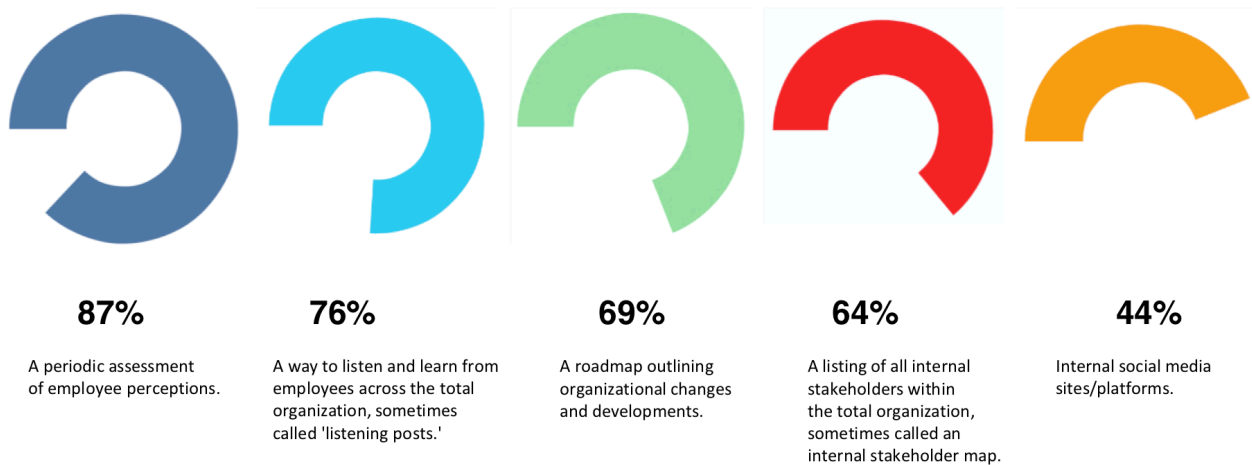 87%
A periodic assessment
of employee perceptions.
76%
A way to listen and learn from
employees across the total
organization, sometimes
called 'listening posts.'
69%
A roadmap outlining
organizational changes
and developments.
64%
A listing of all internal
stakeholders within
the total organization,
sometimes called an
internal stakeholder map.
44%
Internal social media
sites/platforms.